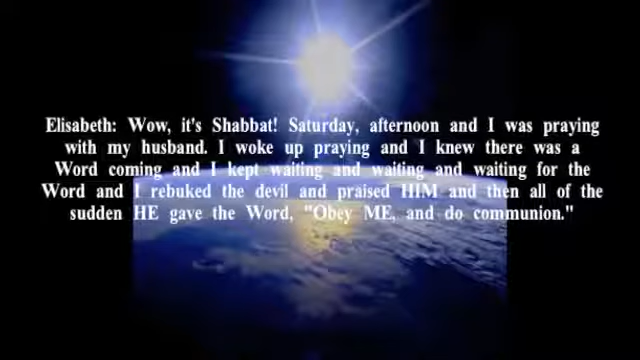 Elisabeth: Wow, it's Shabbat! Saturday, afternoon and I was praying
with my husband. I woke up praying and I knew there was a
Word coming and I kept waiting and waiting and waiting for the
Word and I rebuked the devil and praised HIM and then all of the
sudden HE gave the Word, "Obey ME, and do communion."